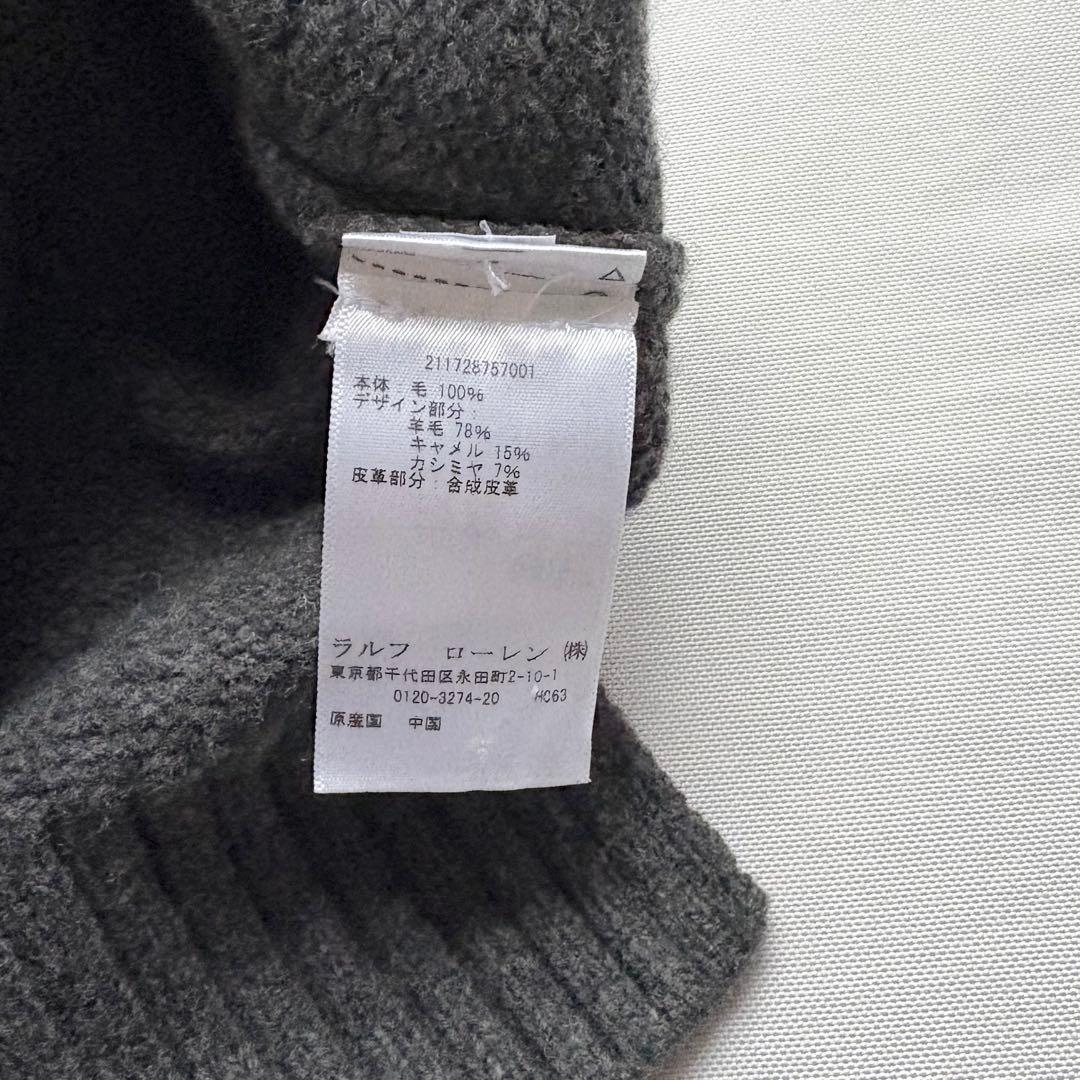 211728757001
本体：毛 100%
デザイン部分：
羊毛 78%
キャメル 15%
カシミヤ 7%
皮革部分：合成皮革
ラルフ ローレン㈱
東京都千代田区永田町2-10-1
0120-3274-20 HC63
原産国 中国